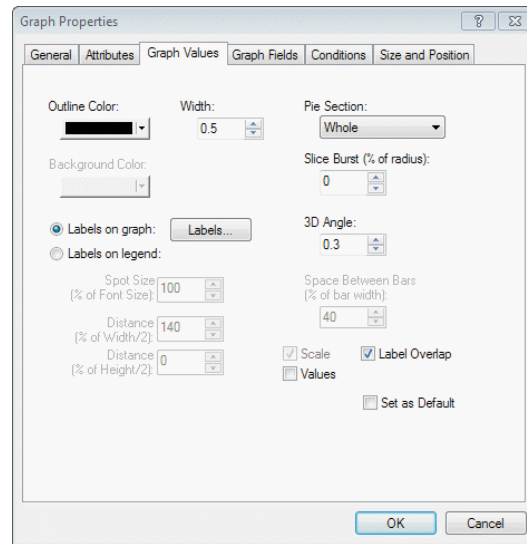 Graph Properties
General Attributes Graph Values Graph Fields Conditions Size and Position
Outline Color: Width: Pie Section:
0.5 Whole
Background Color: Slice Burst (% of radius):
0
Labels on graph: Labels... 3D Angle:
Labels on legend: 0.3
Spot Size Space Between Bars
(% of Font Size): 100 (% of bar width):
Distance 40
(% of Width/2): 140
Distance Scale Label Overlap
(% of Height/2): 0 Values
Set as Default
OK Cancel